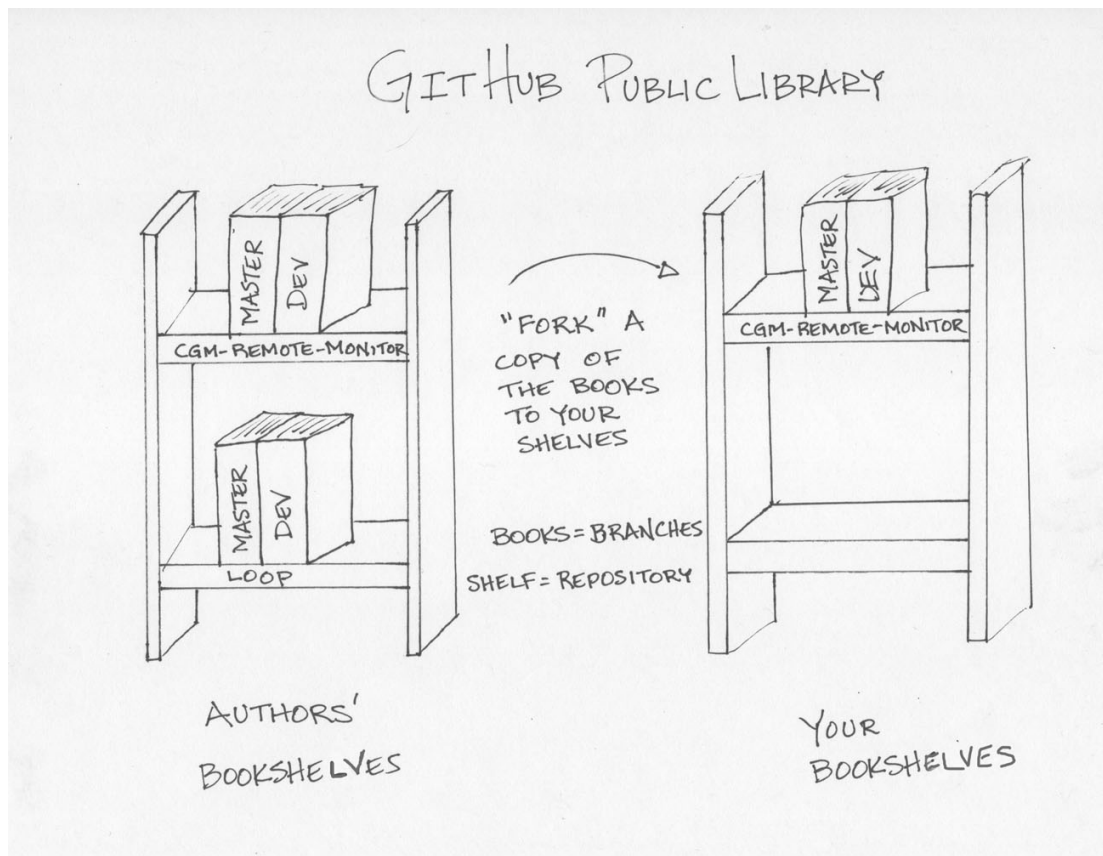 GITHUB PUBLIC LIBRARY
MASTER
DEV
CGM-REMOTE-MONITOR
MASTER
DEV
LOOP
AUTHORS'
BOOKSHELVES
"FORK" A
COPY OF
THE BOOKS
TO YOUR
SHELVES
BOOKS = BRANCHES
SHELF = REPOSITORY
MASTER
DEV
CGM-REMOTE-MONITOR
YOUR
BOOKSHELVES